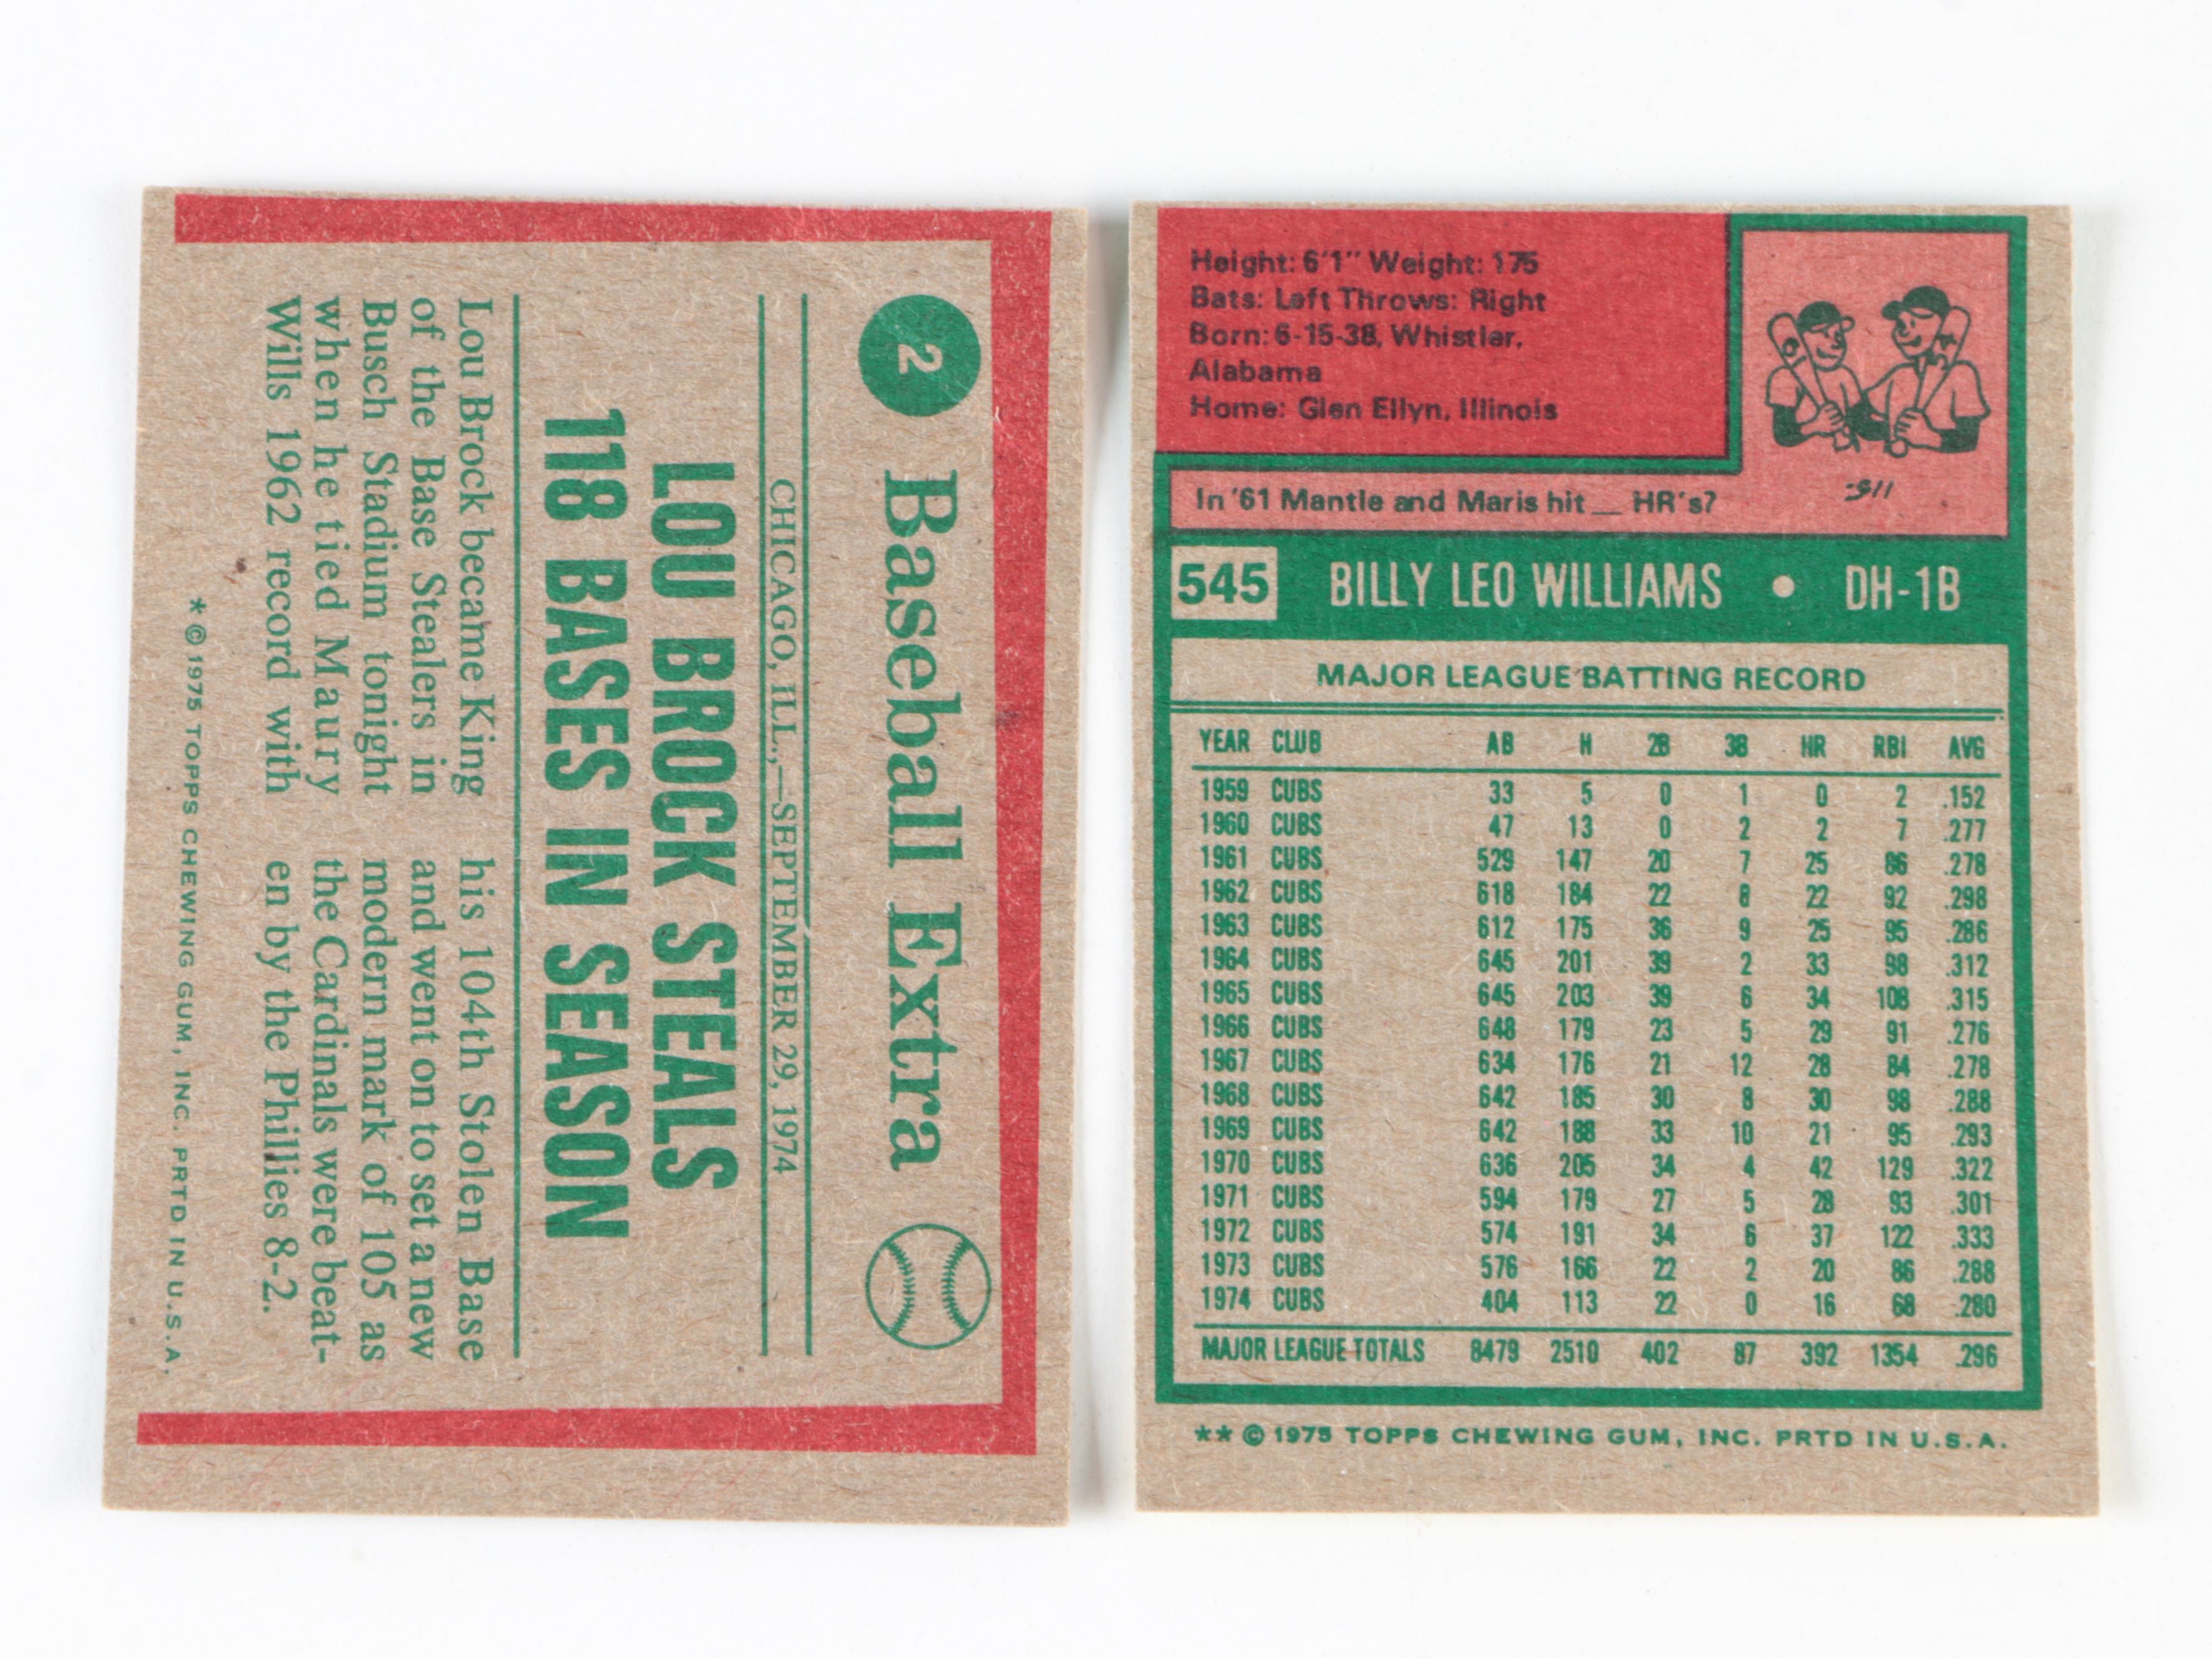 2 Baseball Extra
CHICAGO, ILL.,—SEPTEMBER 29, 1974
LOU BROCK STEALS
118 BASES IN SEASON
Lou Brock became King
of the Base Stealers in
Busch Stadium tonight
when he tied Maury
Wills 1962 record with
his 104th Stolen Base
and went on to set a new
modern mark of 105 as
the Cardinals were beat-
en by the Phillies 8-2.
* © 1975 TOPPS CHEWING GUM, INC. PRTD IN U.S.A.
Height: 6'1" Weight: 175
Bats: Left Throws: Right
Born: 6-15-38, Whistler,
Alabama
Home: Glen Ellyn, Illinois
In '61 Mantle and Maris hit __ HR's?
115-
545 BILLY LEO WILLIAMS • DH-1B
MAJOR LEAGUE BATTING RECORD
YEAR CLUB AB H 2B 3B HR RBI AVG
1959 CUBS 33 5 0 1 0 2 .152
1960 CUBS 47 13 0 2 2 7 .277
1961 CUBS 529 147 20 7 25 86 .278
1962 CUBS 618 184 22 8 22 92 .298
1963 CUBS 612 175 36 9 25 95 .286
1964 CUBS 645 201 39 2 33 98 .312
1965 CUBS 645 203 39 6 34 108 .315
1966 CUBS 648 179 23 5 29 91 .276
1967 CUBS 634 176 21 12 28 84 .278
1968 CUBS 642 185 30 8 30 98 .288
1969 CUBS 642 188 33 10 21 95 .293
1970 CUBS 636 205 34 4 42 129 .322
1971 CUBS 594 179 27 5 28 93 .301
1972 CUBS 574 191 34 6 37 122 .333
1973 CUBS 576 166 22 2 20 86 .288
1974 CUBS 404 113 22 0 16 68 .280
MAJOR LEAGUE TOTALS 8479 2510 402 87 392 1354 .296
** © 1975 TOPPS CHEWING GUM, INC. PRTD IN U.S.A.